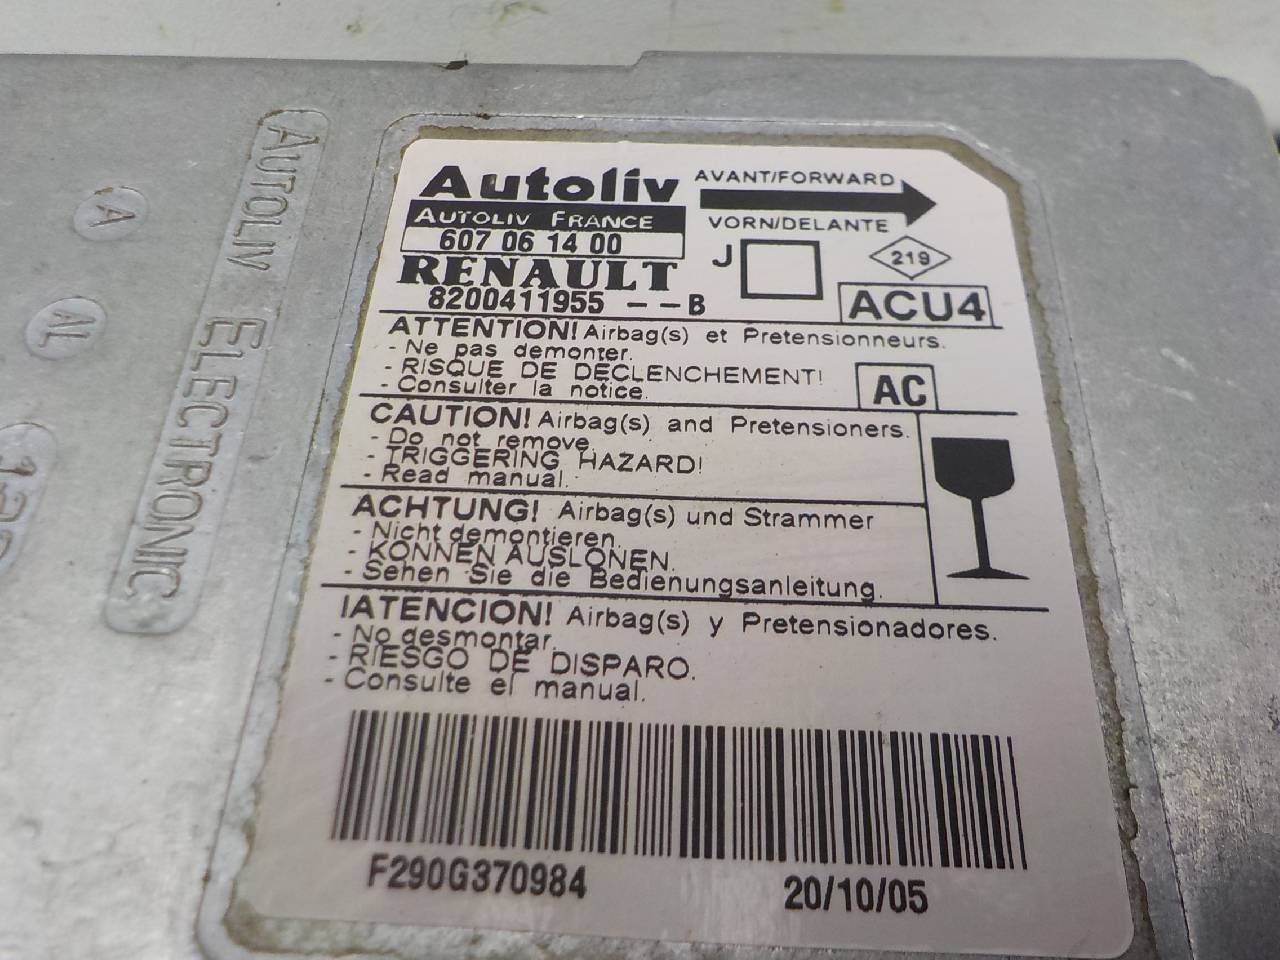 Autoliv
AUTOLIV FRANCE
607 06 14 00
RENAULT
8200411955 --B
AVANT/FORWARD
VORN/DELANTE
J
219
ACU4
ATTENTION! Airbag(s) et Pretensionneurs.
- Ne pas demonter.
- RISQUE DE DECLENCHEMENT!
- Consulter la notice.
AC
CAUTION! Airbag(s) and Pretensioners.
- Do not remove.
- TRIGGERING HAZARD!
- Read manual.
ACHTUNG! Airbag(s) und Strammer
- Nicht demontieren.
- KONNEN AUSLONEN.
- Sehen Sie die Bedienungsanleitung.
IATENCION! Airbag(s) y Pretensionadores.
- No desmontar.
- RIESGO DE DISPARO.
- Consulte el manual.
F290G370984
20/10/05
AUTOLIV ELECTRONIC
A
AL